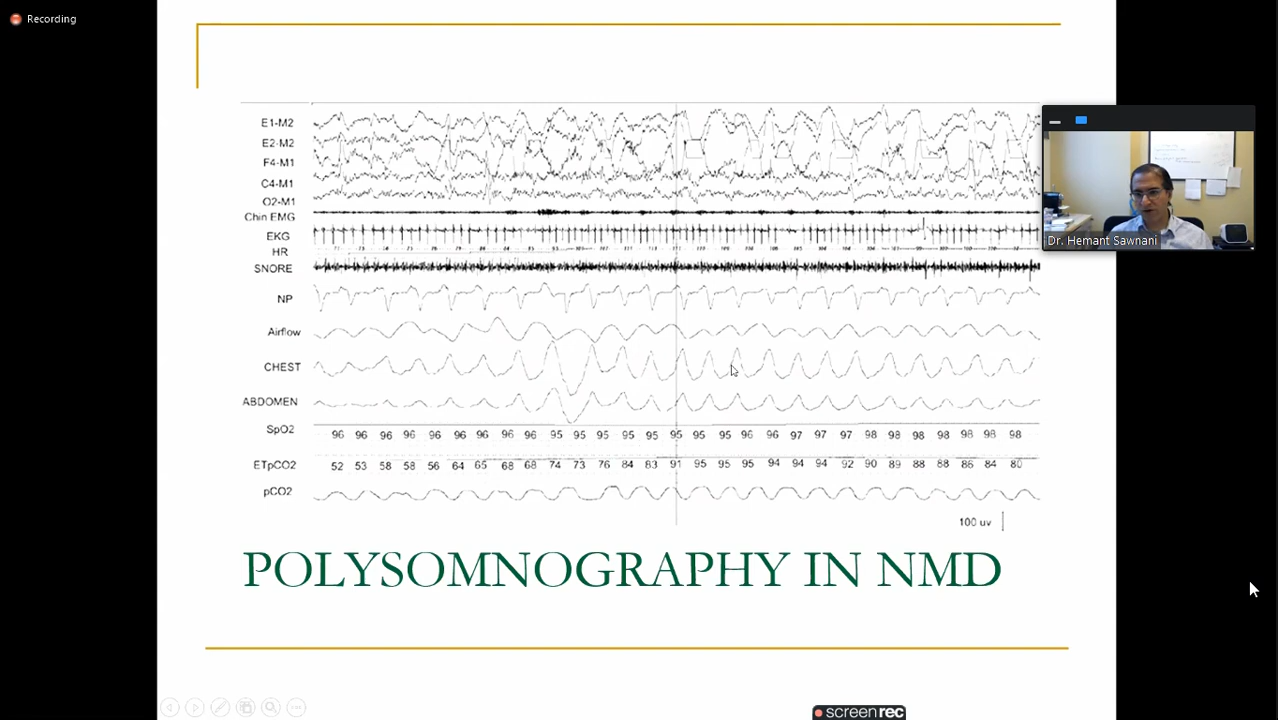 Recording
E1-M2
E2-M2
F4-M1
C4-M1
O2-M1
Chin EMG
EKG
HR
SNORE
NP
Airflow
CHEST
ABDOMEN
SpO2
96 96 96 96 96 96 96 96 96 95 95 95 95 95 95 95 95 96 96 97 97 97 98 98 98 98 98 98 98
ETpCO2
52 53 58 58 56 64 65 68 68 74 73 76 84 83 91 95 95 95 94 94 94 92 90 89 88 88 86 84 80
pCO2
100 uv
POLYSOMNOGRAPHY IN NMD
Dr. Hemant Sawnani
screenrec